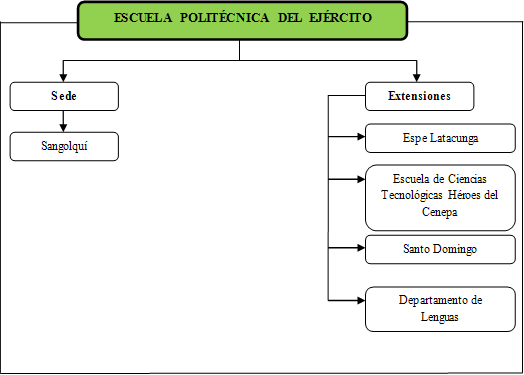 ESCUELA POLITÉCNICA DEL EJÉRCITO
Sede
Sangolquí
Extensiones
Espe Latacunga
Escuela de Ciencias
Tecnológicas Héroes del
Cenepa
Santo Domingo
Departamento de
Lenguas